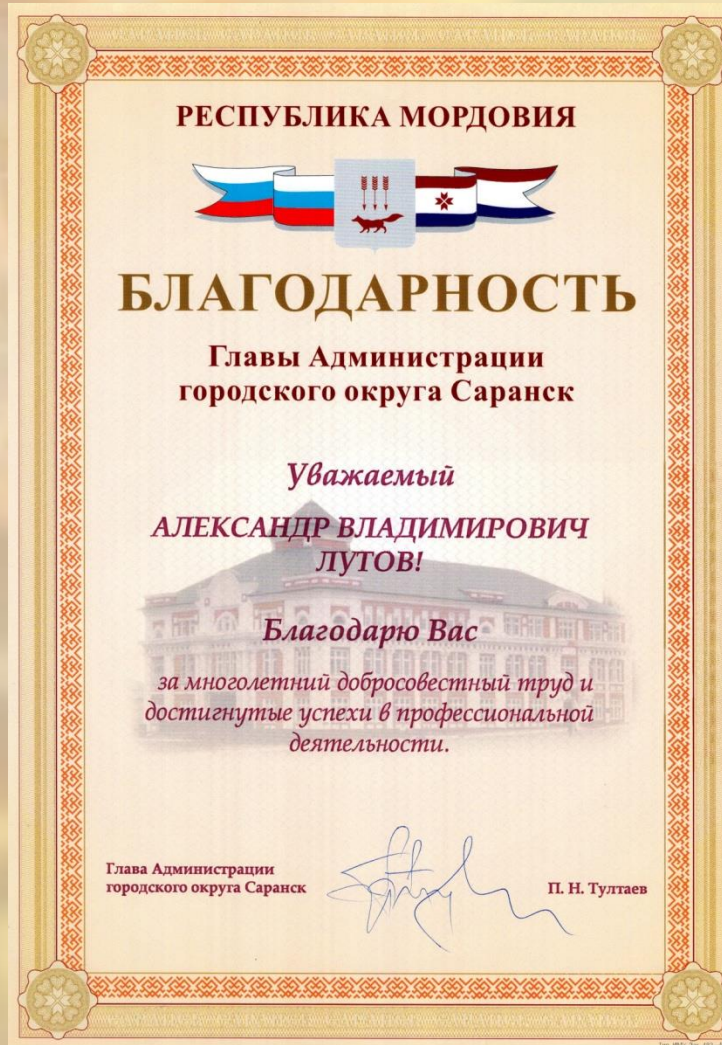 РЕСПУБЛИКА МОРДОВИЯ
БЛАГОДАРНОСТЬ
Главы Администрации
городского округа Саранск
Уважаемый
АЛЕКСАНДР ВЛАДИМИРОВИЧ
ЛУТОВ!
Благодарю Вас
за многолетний добросовестный труд и
достигнутые успехи в профессиональной
деятельности.
Глава Администрации
городского округа Саранск
П. Н. Тултаев